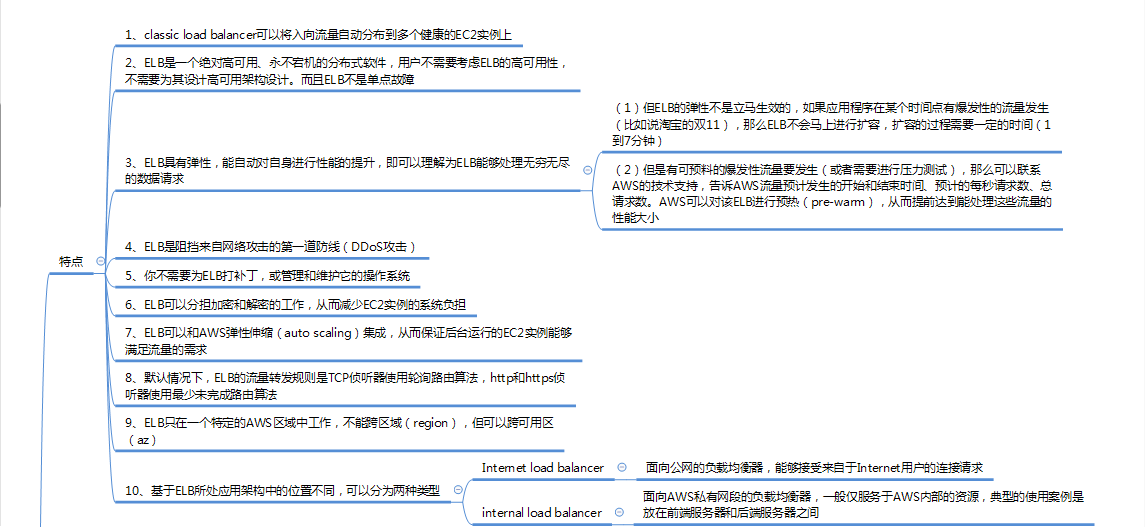 特点
1、classic load balancer可以将入向流量自动分布到多个健康的EC2实例上
2、ELB是一个绝对高可用、永不宕机的分布式软件，用户不需要考虑ELB的高可用性，
不需要为其设计高可用架构设计。而且ELB不是单点故障
3、ELB具有弹性，能自动对自身进行性能的提升，即可以理解为ELB能够处理无穷无尽
的数据请求
（1）但ELB的弹性不是立马生效的，如果应用程序在某个时间点有爆发性的流量发生
（比如说淘宝的双11），那么ELB不会马上进行扩容，扩容的过程需要一定的时间（1
到7分钟）
（2）但是有可预料的爆发性流量要发生（或者需要进行压力测试），那么可以联系
AWS的技术支持，告诉AWS流量预计发生的开始和结束时间、预计的每秒请求数、总
请求数。AWS可以对该ELB进行预热（pre-warm），从而提前达到能处理这些流量的
性能大小
4、ELB是阻挡来自网络攻击的第一道防线（DDoS攻击）
5、你不需要为ELB打补丁，或管理和维护它的操作系统
6、ELB可以分担加密和解密的工作，从而减少EC2实例的系统负担
7、ELB可以和AWS弹性伸缩（auto scaling）集成，从而保证后台运行的EC2实例能够
满足流量的需求
8、默认情况下，ELB的流量转发规则是TCP侦听器使用轮询路由算法，http和https侦
听器使用最少未完成路由算法
9、ELB只在一个特定的AWS区域中工作，不能跨区域（region），但可以跨可用区
（az）
10、基于ELB所处应用架构中的位置不同，可以分为两种类型
Internet load balancer
面向公网的负载均衡器，能够接受来自于Internet用户的连接请求
internal load balancer
面向AWS私有网段的负载均衡器，一般仅服务于AWS内部的资源，典型的使用案例是
放在前端服务器和后端服务器之间